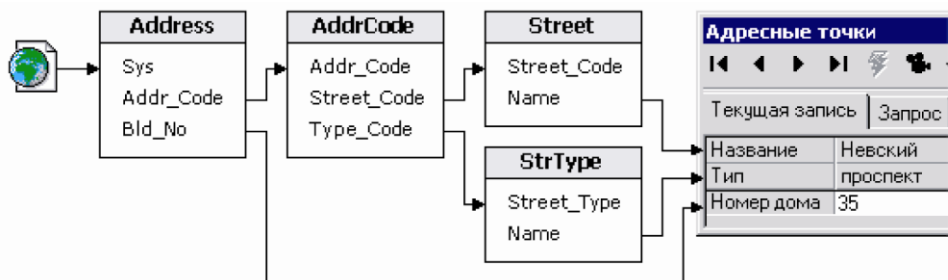 Address
Sys
Addr_Code
Bld_No
AddrCode
Addr_Code
Street_Code
Type_Code
Street
Street_Code
Name
StrType
Street_Type
Name
Адресные точки
Текущая запись Запрос
Название Невский
Тип проспект
Номер дома 35